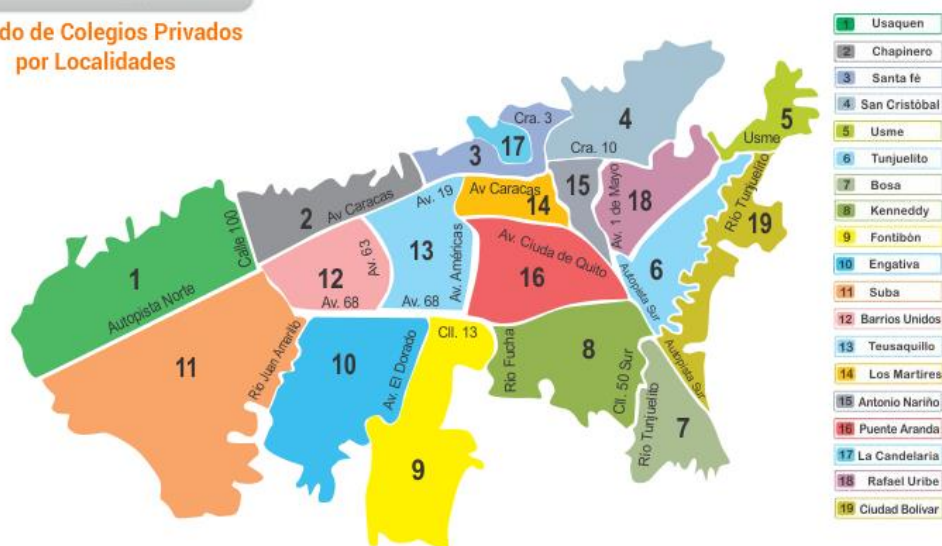 do de Colegios Privados
por Localidades
1 Usaquen
2 Chapinero
3 Santa fè
4 San Cristòbal
5 Usme
6 Tunjuelito
7 Bosa
8 Kenneddy
9 Fontibòn
10 Engativa
11 Suba
12 Barrios Unidos
13 Teusaquillo
14 Los Martires
15 Antonio Nariño
16 Puente Aranda
17 La Candelaria
18 Rafael Uribe
19 Ciudad Bolivar
1
Calle 100
Autopista Norte
2
Av Caracas
3
17
Cra. 3
4
Cra. 10
5
Usme
Av. 19
Av Caracas
14
15
Av. 1 de Mayo
18
Río Tunjuelito
19
12
Av. 63
Av. 68
13
Av. 68
Av. Américas
Av. Ciuda de Quito
16
6
Autopista Sur
11
Río Juan Amarillo
10
Av. El Dorado
Cll. 13
9
Río Fucha
8
Cll. 50 Sur
Río Tunjuelito
7
Autopista Sur